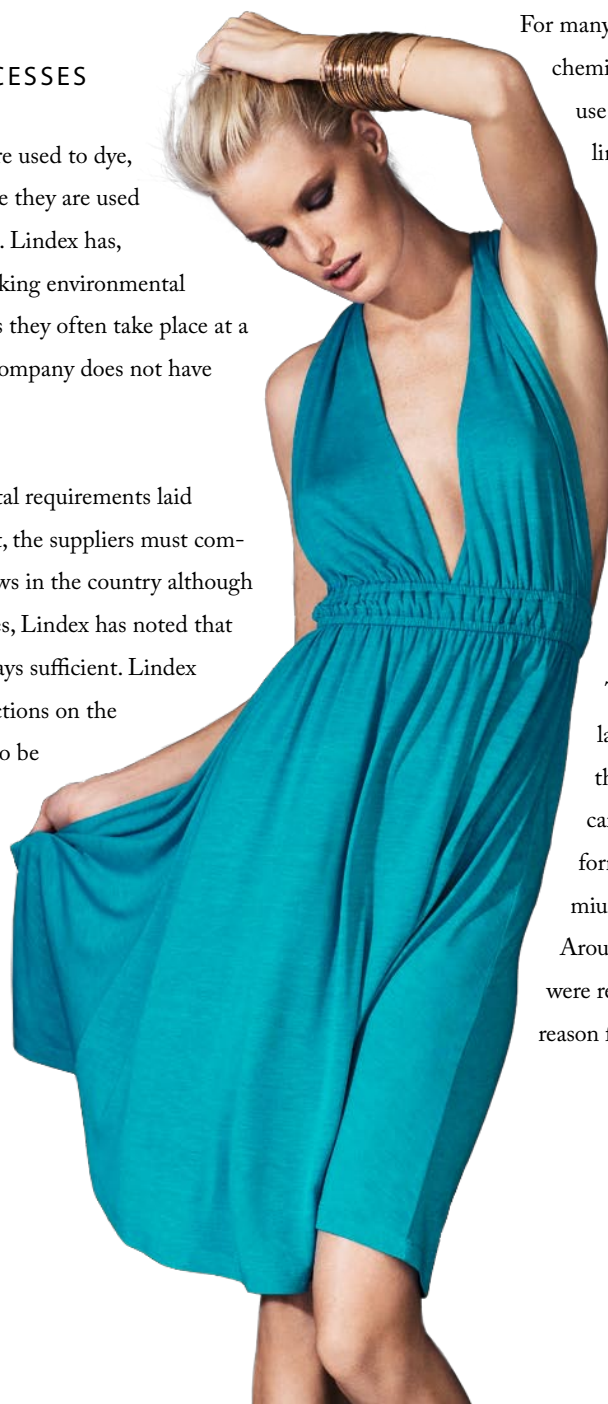 CESSES
re used to dye,
e they are used
. Lindex has,
king environmental
s they often take place at a
ompany does not have
tal requirements laid
t, the suppliers must com-
ws in the country although
es, Lindex has noted that
ays sufficient. Lindex
ctions on the
o be
For many
chemi
use
lin
la
th
ca
for
miu
Arou
were re
reason f